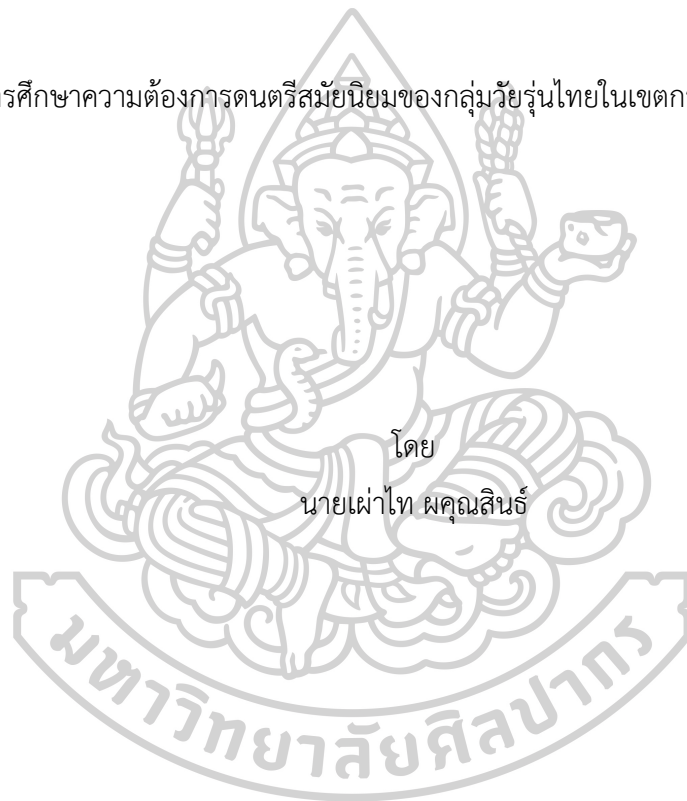 รศึกษาความต้องการดนตรีสมัยนิยมของกลุ่มวัยรุ่นไทยในเขตก
โดย
นายเผ่าไท ผคุณสินธ์
มหาวิทยาลัยศิลปากร